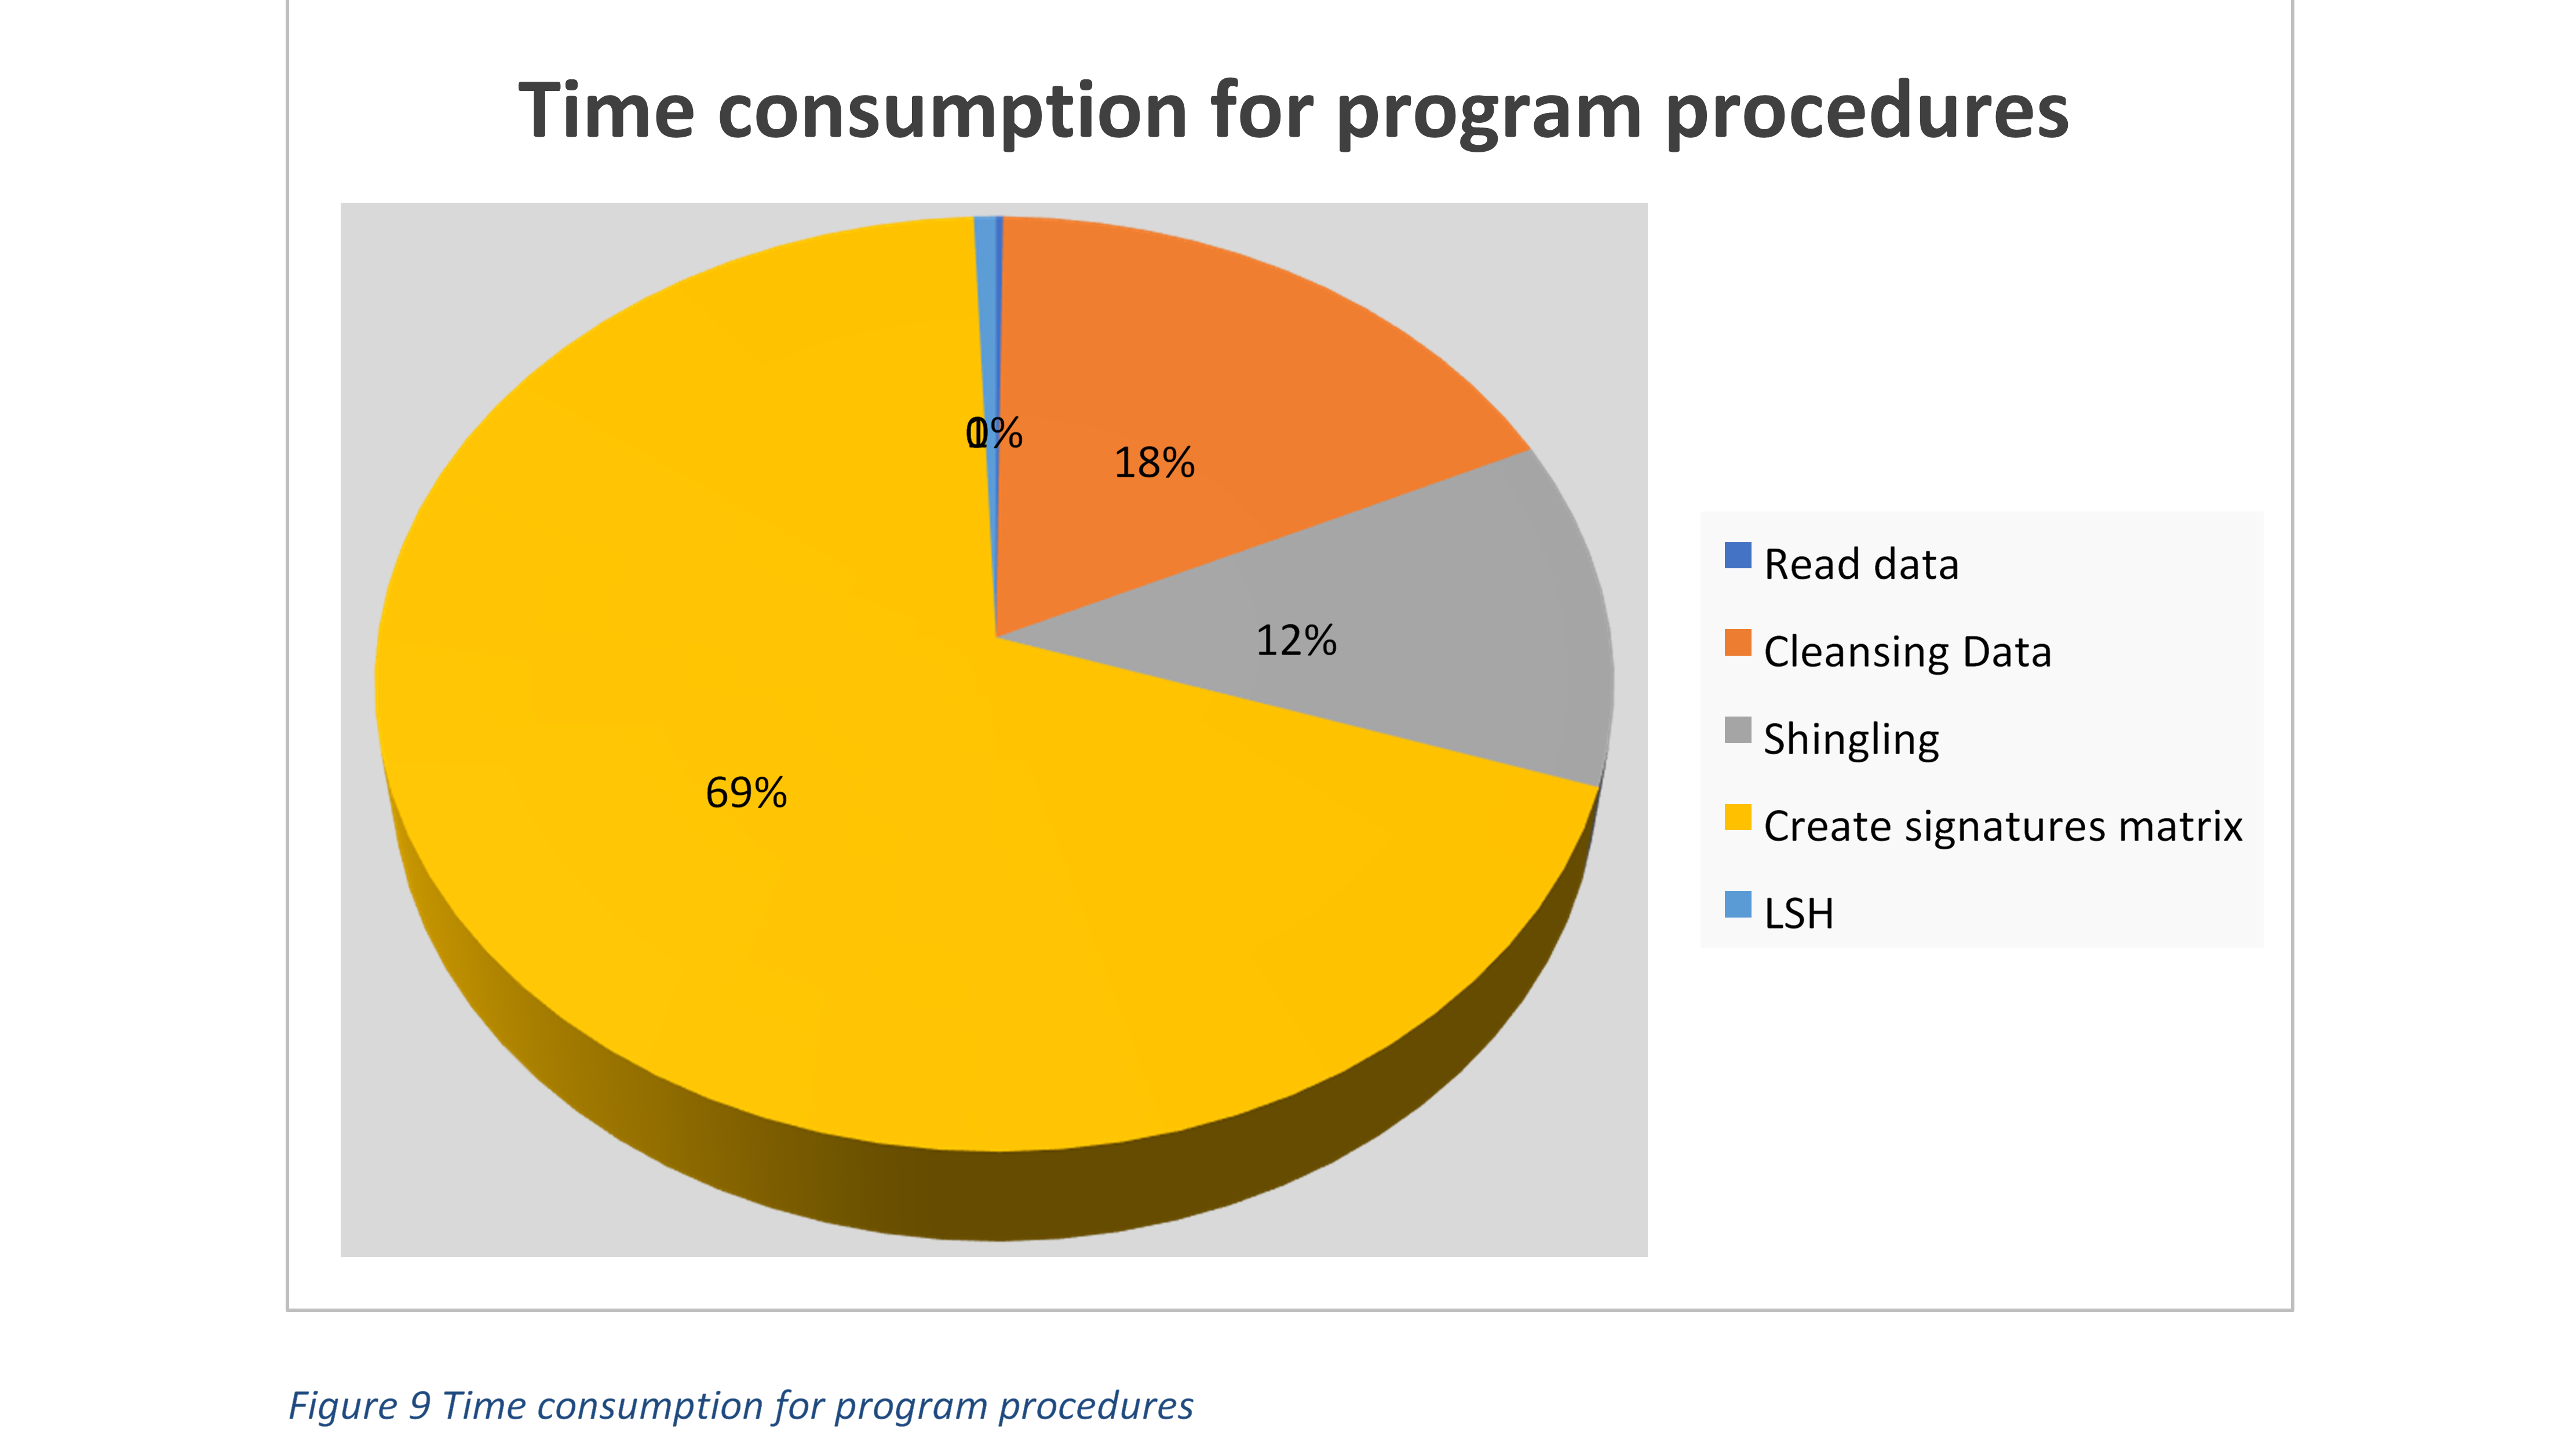 Time consumption for program procedures
0%
1%
18%
12%
69%
Read data
Cleansing Data
Shingling
Create signatures matrix
LSH
Figure 9 Time consumption for program procedures